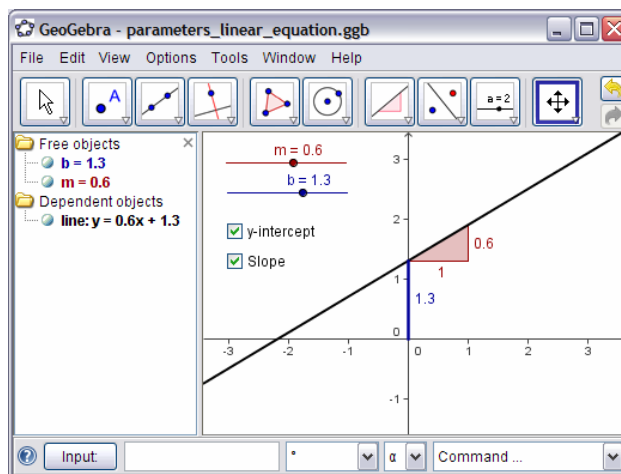 GeoGebra - parameters_linear_equation.ggb
File Edit View Options Tools Window Help
A
a = 2
Free objects
b = 1.3
m = 0.6
Dependent objects
line: y = 0.6x + 1.3
m = 0.6
b = 1.3
y-intercept
Slope
3
2
1
0
-1
-3
-2
-1
0
1
2
3
0.6
1
1.3
Input:
°
α
Command ...